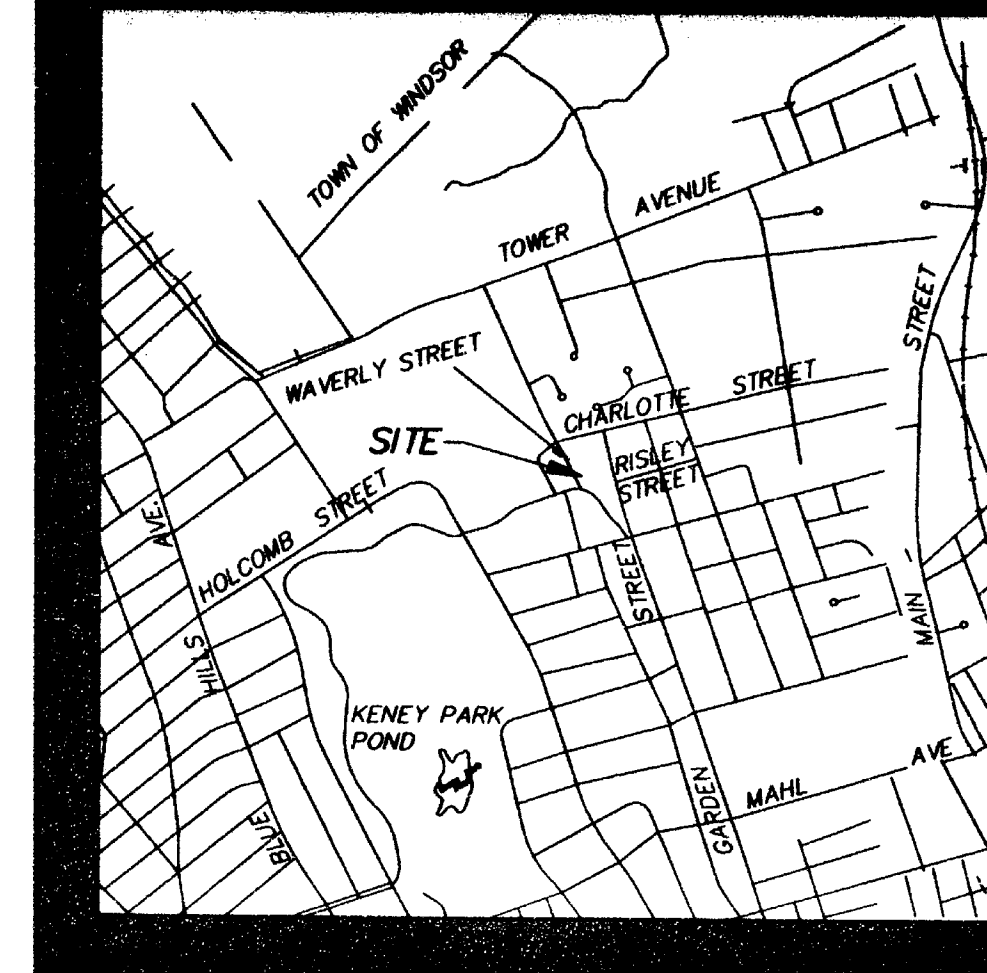 TOWN OF WINDSOR
TOWER AVENUE
WAVERLY STREET
CHARLOTTE STREET
STREET
SITE
RISLEY
STREET
HOLCOMB STREET
AVE.
HILLS
BLUE
STREET
MAIN
KENEY PARK
POND
GARDEN
MAHL AVE